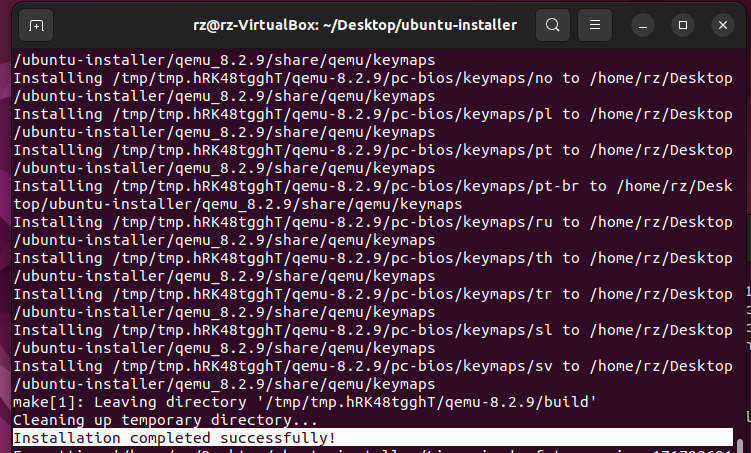 rz@rz-VirtualBox: ~/Desktop/ubuntu-installer
/ubuntu-installer/qemu_8.2.9/share/qemu/keymaps
Installing /tmp/tmp.hRK48tgghT/qemu-8.2.9/pc-bios/keymaps/no to /home/rz/Desktop
/ubuntu-installer/qemu_8.2.9/share/qemu/keymaps
Installing /tmp/tmp.hRK48tgghT/qemu-8.2.9/pc-bios/keymaps/pl to /home/rz/Desktop
/ubuntu-installer/qemu_8.2.9/share/qemu/keymaps
Installing /tmp/tmp.hRK48tgghT/qemu-8.2.9/pc-bios/keymaps/pt to /home/rz/Desktop
/ubuntu-installer/qemu_8.2.9/share/qemu/keymaps
Installing /tmp/tmp.hRK48tgghT/qemu-8.2.9/pc-bios/keymaps/pt-br to /home/rz/Desk
top/ubuntu-installer/qemu_8.2.9/share/qemu/keymaps
Installing /tmp/tmp.hRK48tgghT/qemu-8.2.9/pc-bios/keymaps/ru to /home/rz/Desktop
/ubuntu-installer/qemu_8.2.9/share/qemu/keymaps
Installing /tmp/tmp.hRK48tgghT/qemu-8.2.9/pc-bios/keymaps/th to /home/rz/Desktop
/ubuntu-installer/qemu_8.2.9/share/qemu/keymaps
Installing /tmp/tmp.hRK48tgghT/qemu-8.2.9/pc-bios/keymaps/tr to /home/rz/Desktop
/ubuntu-installer/qemu_8.2.9/share/qemu/keymaps
Installing /tmp/tmp.hRK48tgghT/qemu-8.2.9/pc-bios/keymaps/sl to /home/rz/Desktop
/ubuntu-installer/qemu_8.2.9/share/qemu/keymaps
Installing /tmp/tmp.hRK48tgghT/qemu-8.2.9/pc-bios/keymaps/sv to /home/rz/Desktop
/ubuntu-installer/qemu_8.2.9/share/qemu/keymaps
make[1]: Leaving directory '/tmp/tmp.hRK48tgghT/qemu-8.2.9/build'
Cleaning up temporary directory...
Installation completed successfully!